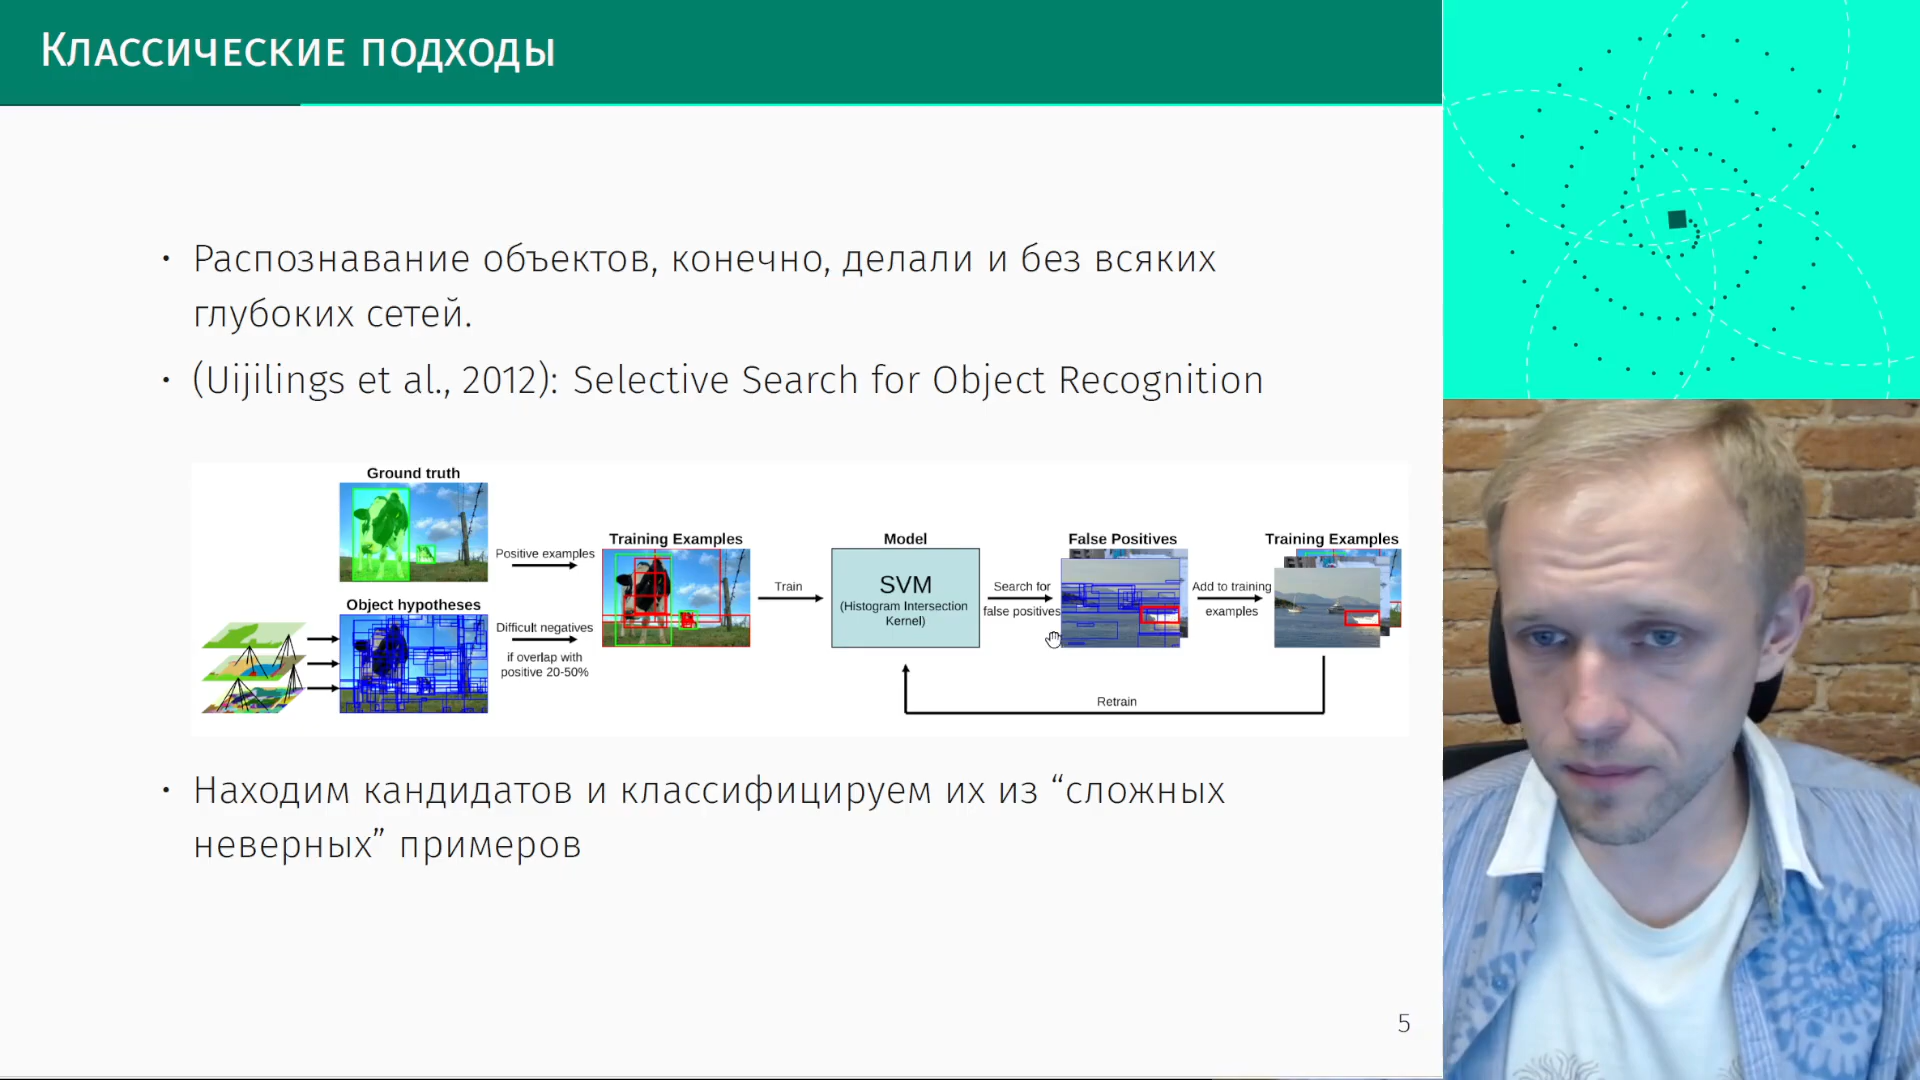 Классические подходы
• Распознавание объектов, конечно, делали и без всяких
глубоких сетей.
• (Uijilings et al., 2012): Selective Search for Object Recognition
Ground truth
Positive examples
Object hypotheses
Difficult negatives
if overlap with
positive 20-50%
Training Examples
Train
Model
SVM
(Histogram Intersection
Kernel)
Search for
false positives
False Positives
Add to training
examples
Training Examples
Retrain
• Находим кандидатов и классифицируем их из “сложных
неверных” примеров
5